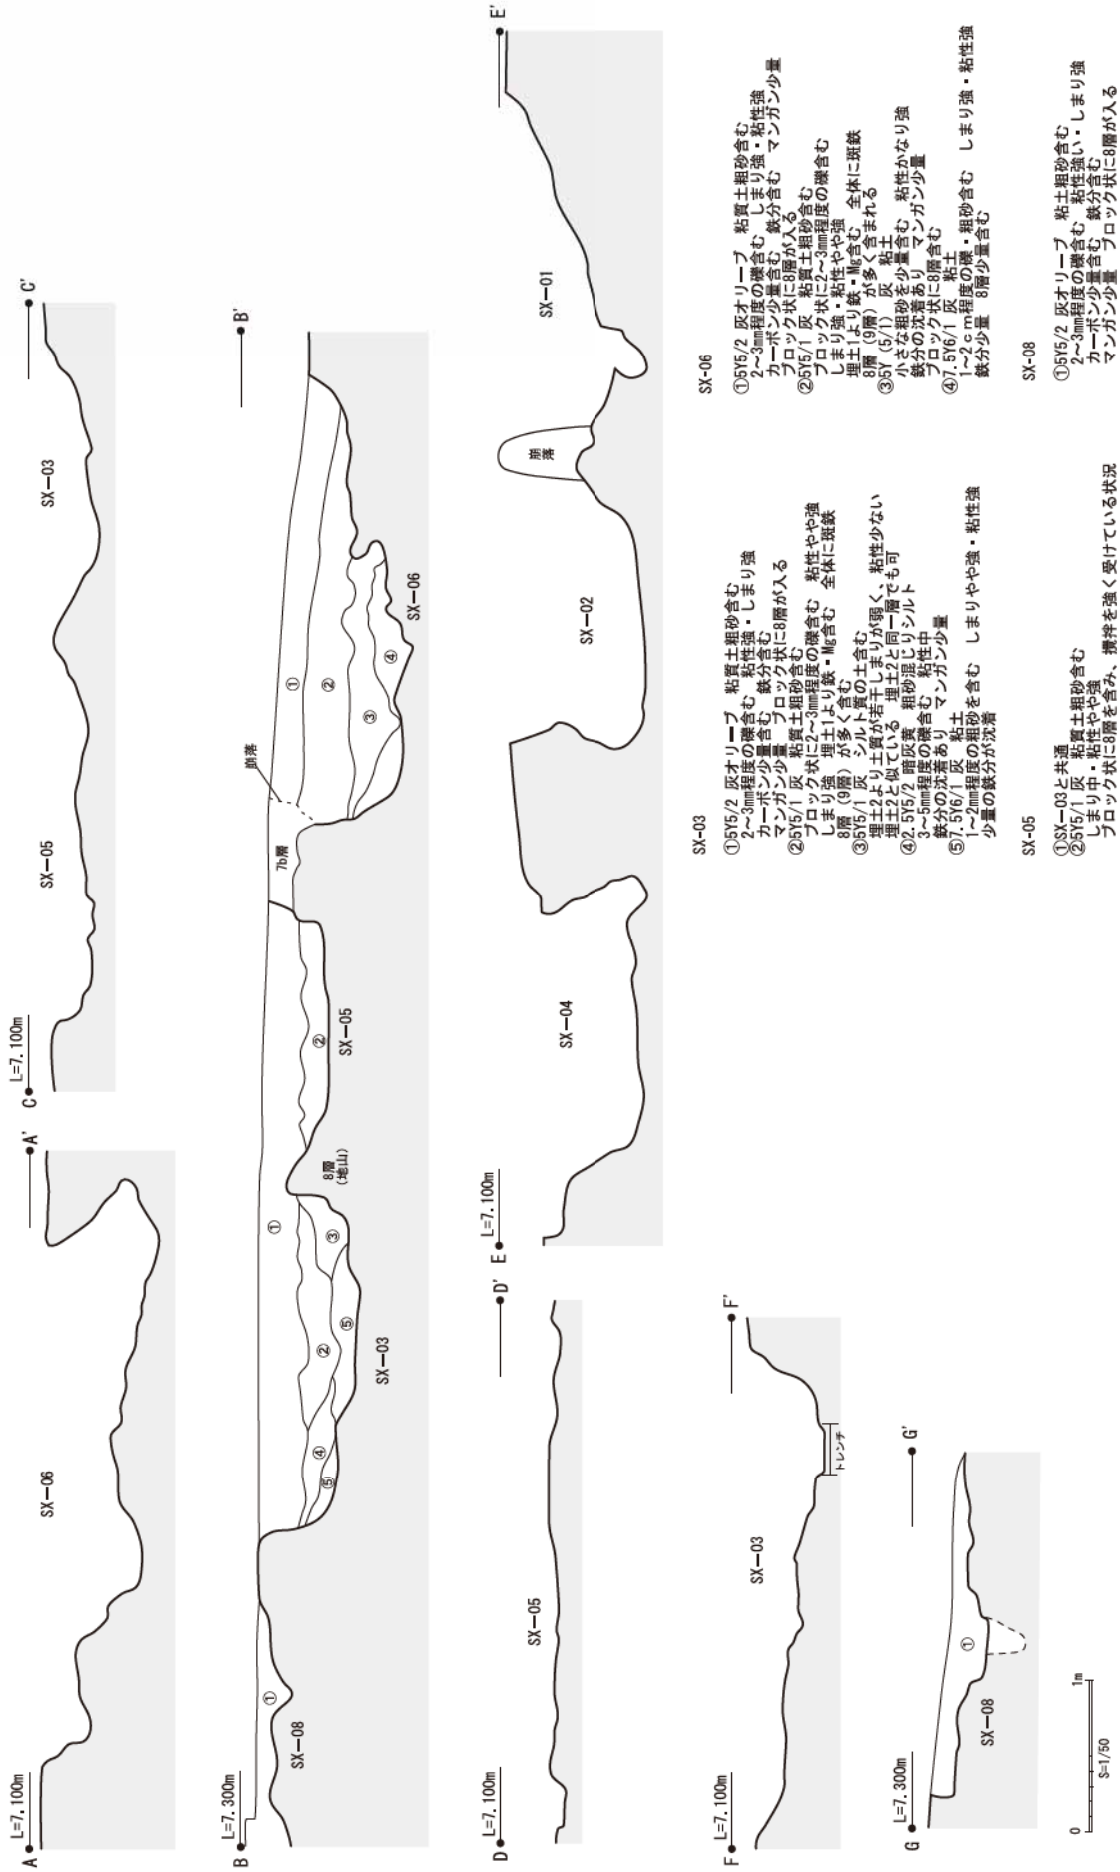 A
L=7.100m
A'
SX-06
C
L=7.100m
C'
SX-05
SX-03
B
L=7.300m
B'
①
SX-08
①
④
⑤
②
③
⑤
SX-03
8層
(地山)
②
SX-05
7b層
崩落
①
②
③
④
SX-06
D
L=7.100m
D'
SX-05
E
L=7.100m
E'
SX-04
SX-02
崩落
SX-01
F
L=7.100m
F'
SX-03
トレンチ
G
L=7.300m
G'
①
SX-08
0
1m
S=1/50
SX-03
①5Y5/2 灰オリーブ 粘質土粗砂含む
2~3mm程度の礫含む 粘性強・しまり強
カーボン少量含む 鉄分含む
マンガン少量 ブロック状に8層が入る
②5Y5/1 灰 粘質土粗砂含む
ブロック状に2~3mm程度の礫含む 粘性やや強
しまり強 埋土1より鉄・Mg含む 全体に斑鉄
8層(9層)が多く含む
③5Y5/1 灰 シルト質の土含む
埋土2より土質が若干しまりが弱く、粘性少ない
埋土2と似ている 埋土2と同一層でも可
④2.5Y5/2 暗灰黄 粗砂混じりシルト
3~5mm程度の礫含む 粘性中
鉄分の沈着あり マンガン少量
⑤7.5Y6/1 灰 粘土
1~2mm程度の粗砂を含む しまりやや強・粘性強
少量の鉄分が沈着
SX-05
①SX-03と共通
②5Y5/1 灰 粘質土粗砂含む
しまり中・粘性やや強
ブロック状に8層を含み、攪拌を強く受けている状況
SX-06
①5Y5/2 灰オリーブ 粘質土粗砂含む
2~3mm程度の礫含む しまり強・粘性強
カーボン少量含む 鉄分含む マンガン少量
ブロック状に8層が入る
②5Y5/1 灰 粘質土粗砂含む
ブロック状に2~3mm程度の礫含む
しまり強・粘性やや強
埋土1より鉄・Mg含む 全体に斑鉄
8層(9層)が多く含まれる
③5Y(5/1) 灰 粘土
小さな粗砂を少量含む 粘性かなり強
鉄分の沈着あり マンガン少量
ブロック状に8層含む
④7.5Y6/1 灰 粘土
1~2cm程度の礫・粗砂含む しまり強・粘性強
鉄分少量 8層少量含む
SX-08
①5Y5/2 灰オリーブ 粘土粗砂含む
2~3mm程度の礫含む 粘性強い・しまり強
カーボン少量含む 鉄分含む
マンガン少量 ブロック状に8層が入る